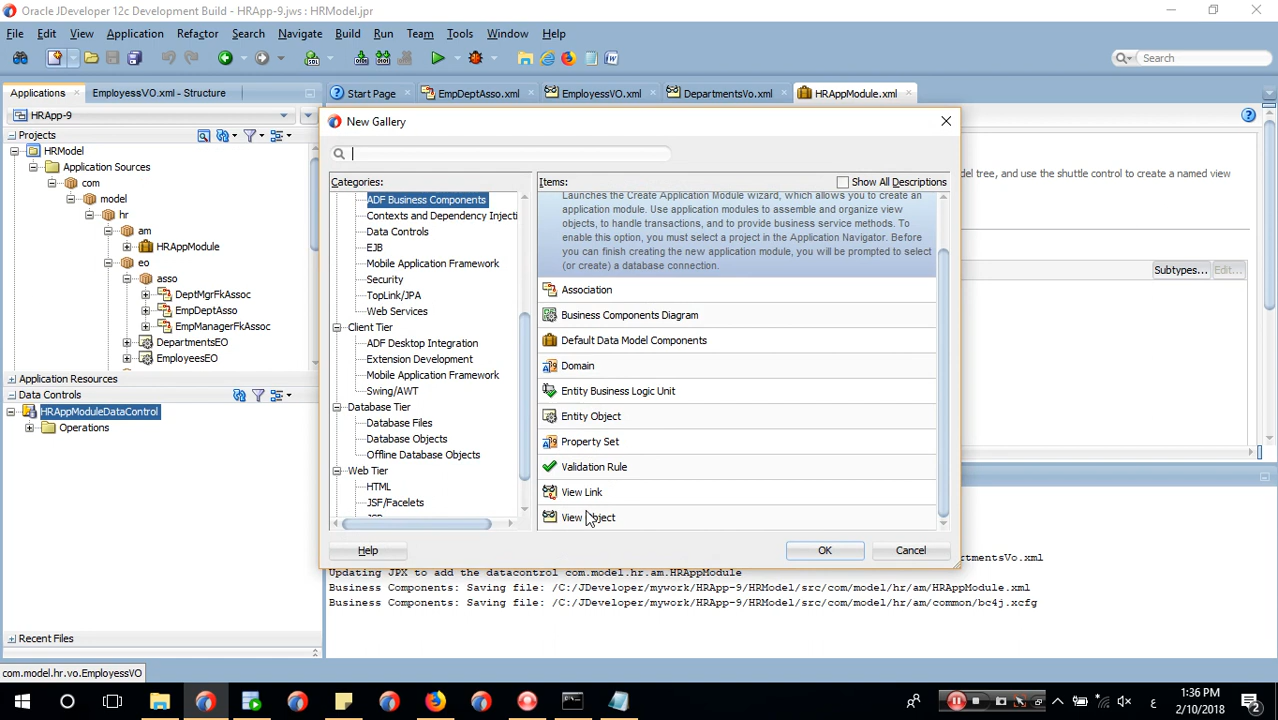 Oracle JDeveloper 12c Development Build - HRApp-9.jws : HRModel.jpr
File Edit View Application Refactor Search Navigate Build Run Team Tools Window Help
Search
Applications EmployessVO.xml - Structure Start Page EmpDeptAsso.xml EmployessVO.xml DepartmentsVo.xml HRAppModule.xml
HRApp-9
New Gallery
Projects
HRModel
Application Sources
com
model
hr
am
HRAppModule
eo
asso
DeptMgrFkAssoc
EmpDeptAsso
EmpManagerFkAssoc
DepartmentsEO
EmployeesEO
Application Resources
Data Controls
HRAppModuleDataControl
Operations
Recent Files
com.model.hr.vo.EmployessVO
Categories:
ADF Business Components
Contexts and Dependency Injecti
Data Controls
EJB
Mobile Application Framework
Security
TopLink/JPA
Web Services
Client Tier
ADF Desktop Integration
Extension Development
Mobile Application Framework
Swing/AWT
Database Tier
Database Files
Database Objects
Offline Database Objects
Web Tier
HTML
JSF/Facelets
Items:
Show All Descriptions
Launches the Create Application Module wizard, which allows you to create an
application module. Use application modules to assemble and organize view
objects, to handle transactions, and to provide business service methods. To
enable this option, you must select a project in the Application Navigator. Before
you can finish creating the new application module, you will be prompted to select
(or create) a database connection.
Association
Business Components Diagram
Default Data Model Components
Domain
Entity Business Logic Unit
Entity Object
Property Set
Validation Rule
View Link
View Object
Help OK Cancel
del tree, and use the shuttle control to create a named view
Subtypes... Edit...
partmentsVo.xml
Updating JPX to add the datacontrol com.model.hr.am.HRAppModule
Business Components: Saving file: /C:/JDeveloper/mywork/HRApp-9/HRModel/src/com/model/hr/am/HRAppModule.xml
Business Components: Saving file: /C:/JDeveloper/mywork/HRApp-9/HRModel/src/com/model/hr/am/common/bc4j.xcfg
ع
1:36 PM
2/10/2018
2